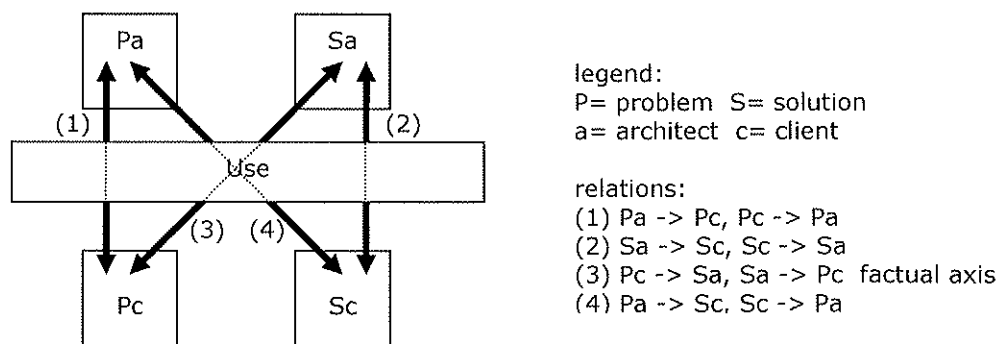 Pa
Sa
(1)
(2)
Use
(3)
(4)
Pc
Sc
legend:
P= problem S= solution
a= architect c= client
relations:
(1) Pa -> Pc, Pc -> Pa
(2) Sa -> Sc, Sc -> Sa
(3) Pc -> Sa, Sa -> Pc factual axis
(4) Pa -> Sc, Sc -> Pa